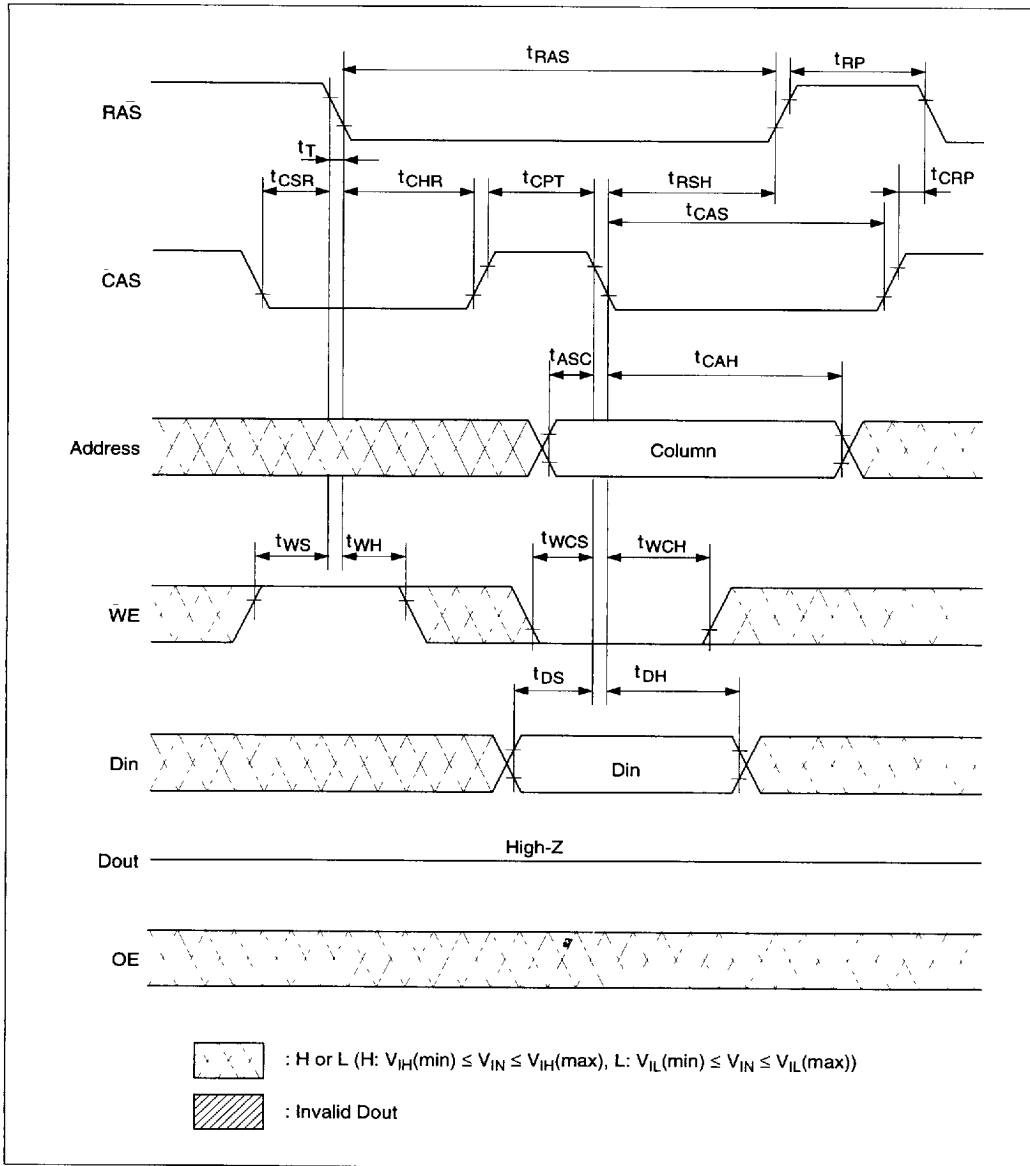 tRAS
tRP
RAS
tT
tCSR
tCHR
tCPT
tRSH
tCRP
tCAS
CAS
tASC
tCAH
Address
Column
tWS
tWH
tWCS
tWCH
WE
tDS
tDH
Din
Din
High-Z
Dout
OE
: H or L (H: VIH(min) ≤ VIN ≤ VIH(max), L: VIL(min) ≤ VIN ≤ VIL(max))
: Invalid Dout